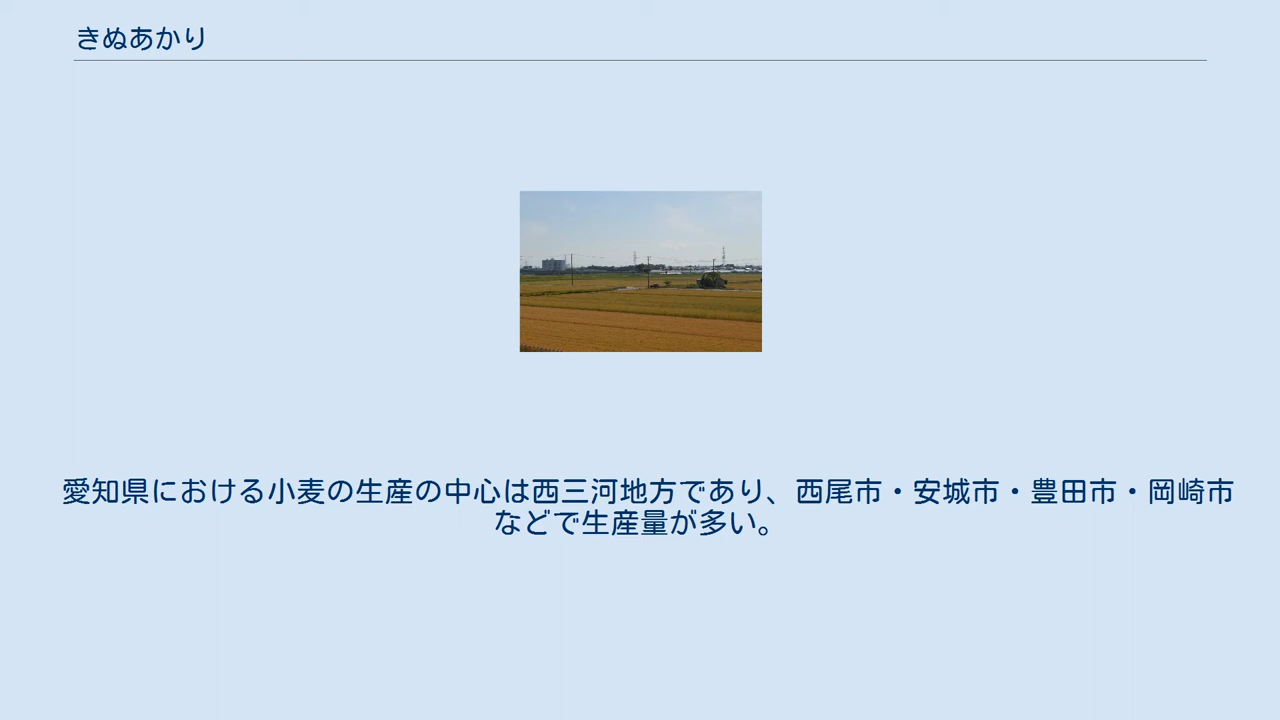 きぬあかり
愛知県における小麦の生産の中心は西三河地方であり、西尾市・安城市・豊田市・岡崎市
などで生産量が多い。